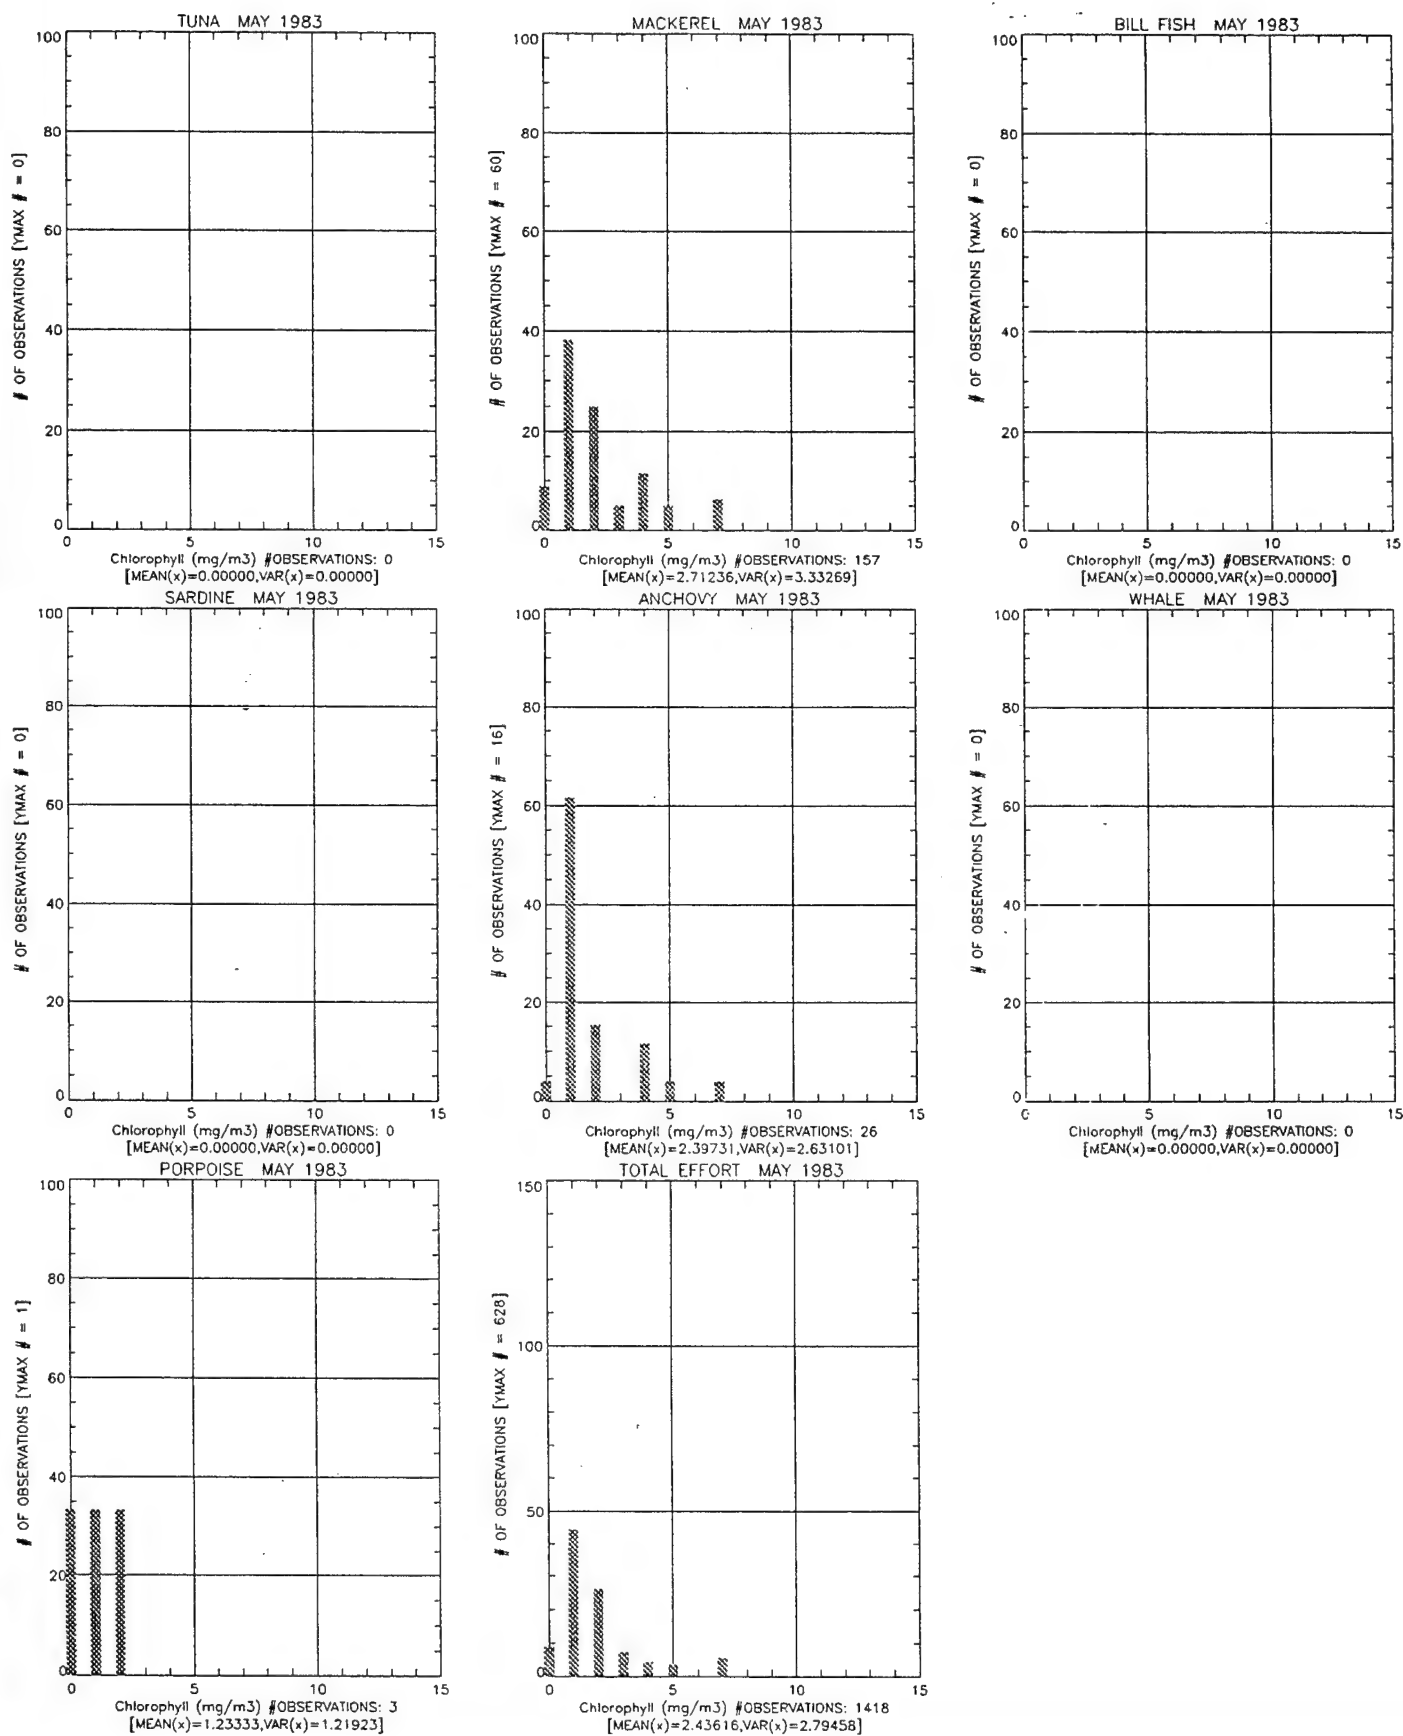 TUNA MAY 1983
100
80
60
40
20
0
# OF OBSERVATIONS [YMAX # = 0]
0 5 10 15
Chlorophyll (mg/m3) #OBSERVATIONS: 0
[MEAN(x)=0.00000,VAR(x)=0.00000]
MACKEREL MAY 1983
100
80
60
40
20
0
# OF OBSERVATIONS [YMAX # = 60]
0 5 10 15
Chlorophyll (mg/m3) #OBSERVATIONS: 157
[MEAN(x)=2.71236,VAR(x)=3.33269]
BILL FISH MAY 1983
100
80
60
40
20
0
# OF OBSERVATIONS [YMAX # = 0]
0 5 10 15
Chlorophyll (mg/m3) #OBSERVATIONS: 0
[MEAN(x)=0.00000,VAR(x)=0.00000]
SARDINE MAY 1983
100
80
60
40
20
0
# OF OBSERVATIONS [YMAX # = 0]
0 5 10 15
Chlorophyll (mg/m3) #OBSERVATIONS: 0
[MEAN(x)=0.00000,VAR(x)=0.00000]
ANCHOVY MAY 1983
100
80
60
40
20
0
# OF OBSERVATIONS [YMAX # = 16]
0 5 10 15
Chlorophyll (mg/m3) #OBSERVATIONS: 26
[MEAN(x)=2.39731,VAR(x)=2.63101]
WHALE MAY 1983
100
80
60
40
20
0
# OF OBSERVATIONS [YMAX # = 0]
0 5 10 15
Chlorophyll (mg/m3) #OBSERVATIONS: 0
[MEAN(x)=0.00000,VAR(x)=0.00000]
PORPOISE MAY 1983
100
80
60
40
20
0
# OF OBSERVATIONS [YMAX # = 1]
0 5 10 15
Chlorophyll (mg/m3) #OBSERVATIONS: 3
[MEAN(x)=1.23333,VAR(x)=1.21923]
TOTAL EFFORT MAY 1983
150
100
50
0
# OF OBSERVATIONS [YMAX # = 628]
0 5 10 15
Chlorophyll (mg/m3) #OBSERVATIONS: 1418
[MEAN(x)=2.43616,VAR(x)=2.79458]